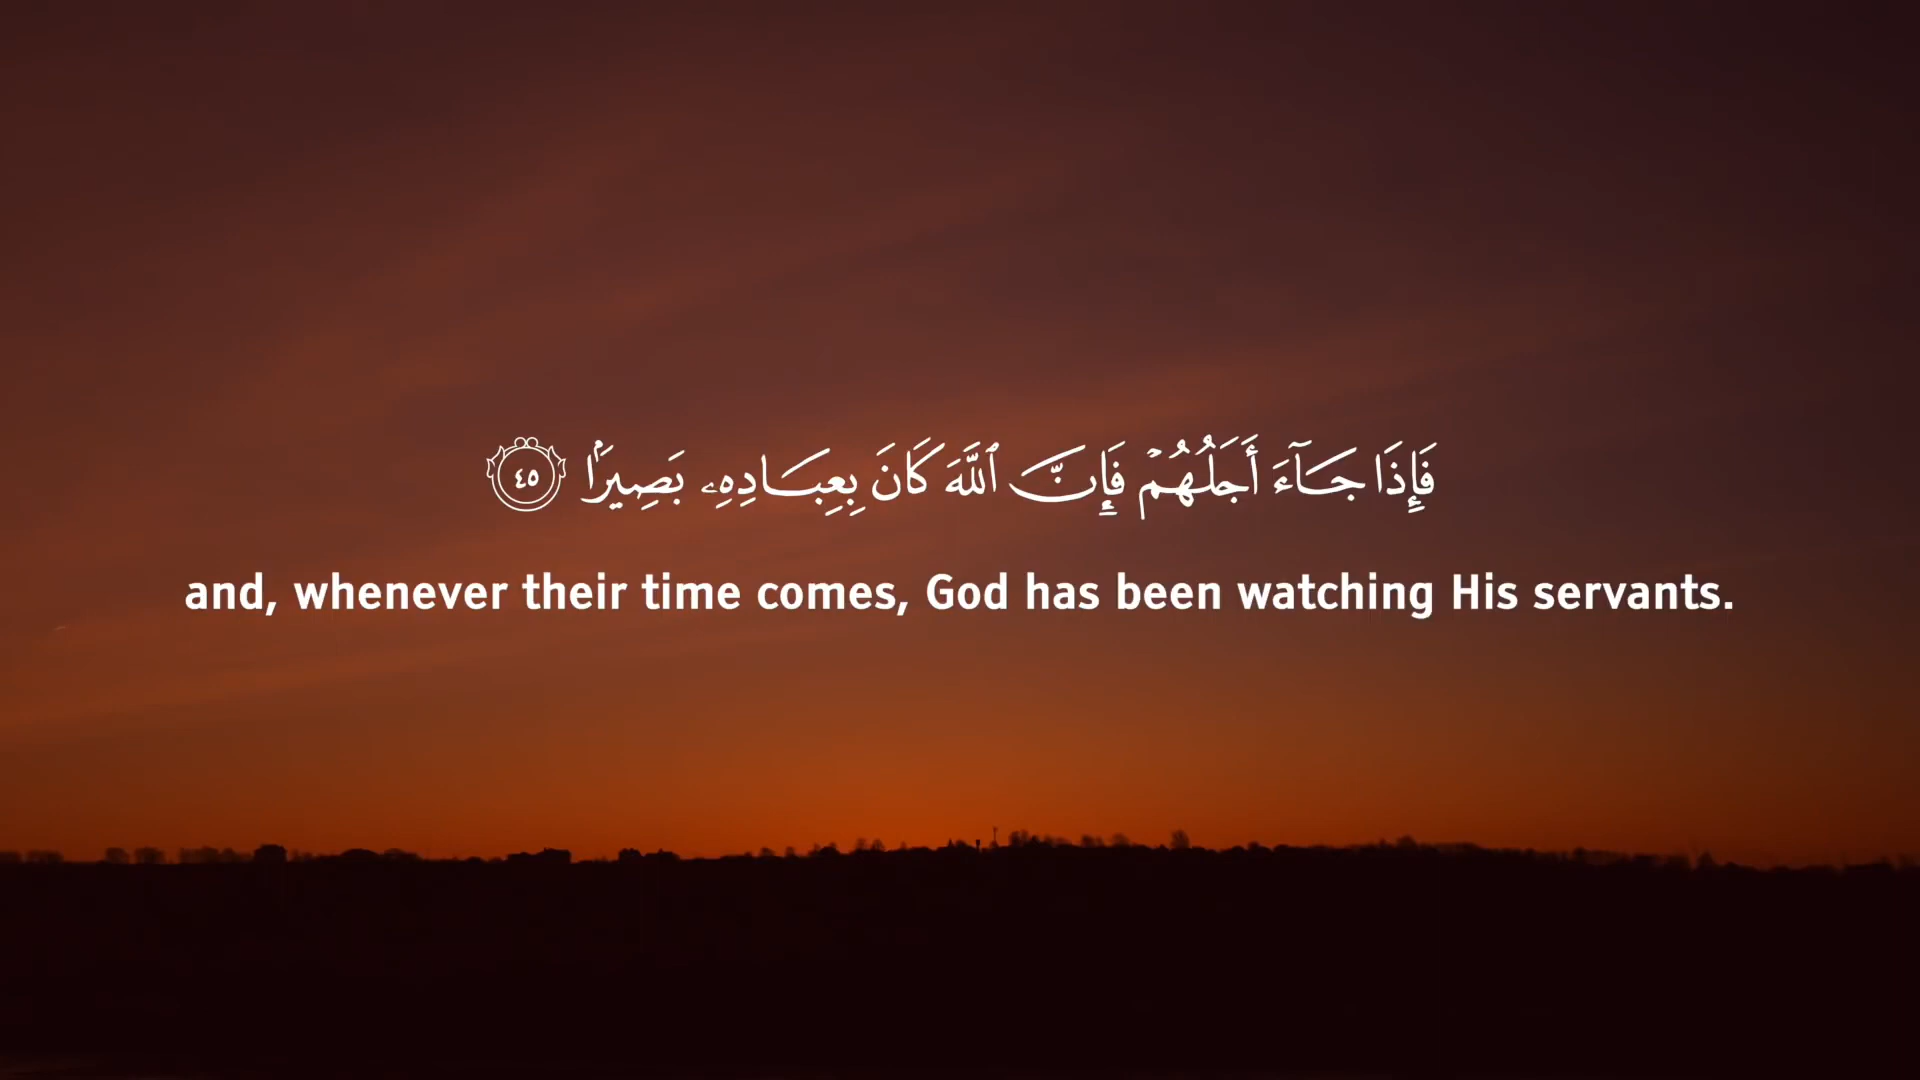 فَإِذَا جَآءَ أَجَلُهُمْ فَإِنَّ ٱللَّهَ كَانَ بِعِبَادِهِۦ بَصِيرًۢا ٤٥
and, whenever their time comes, God has been watching His servants.